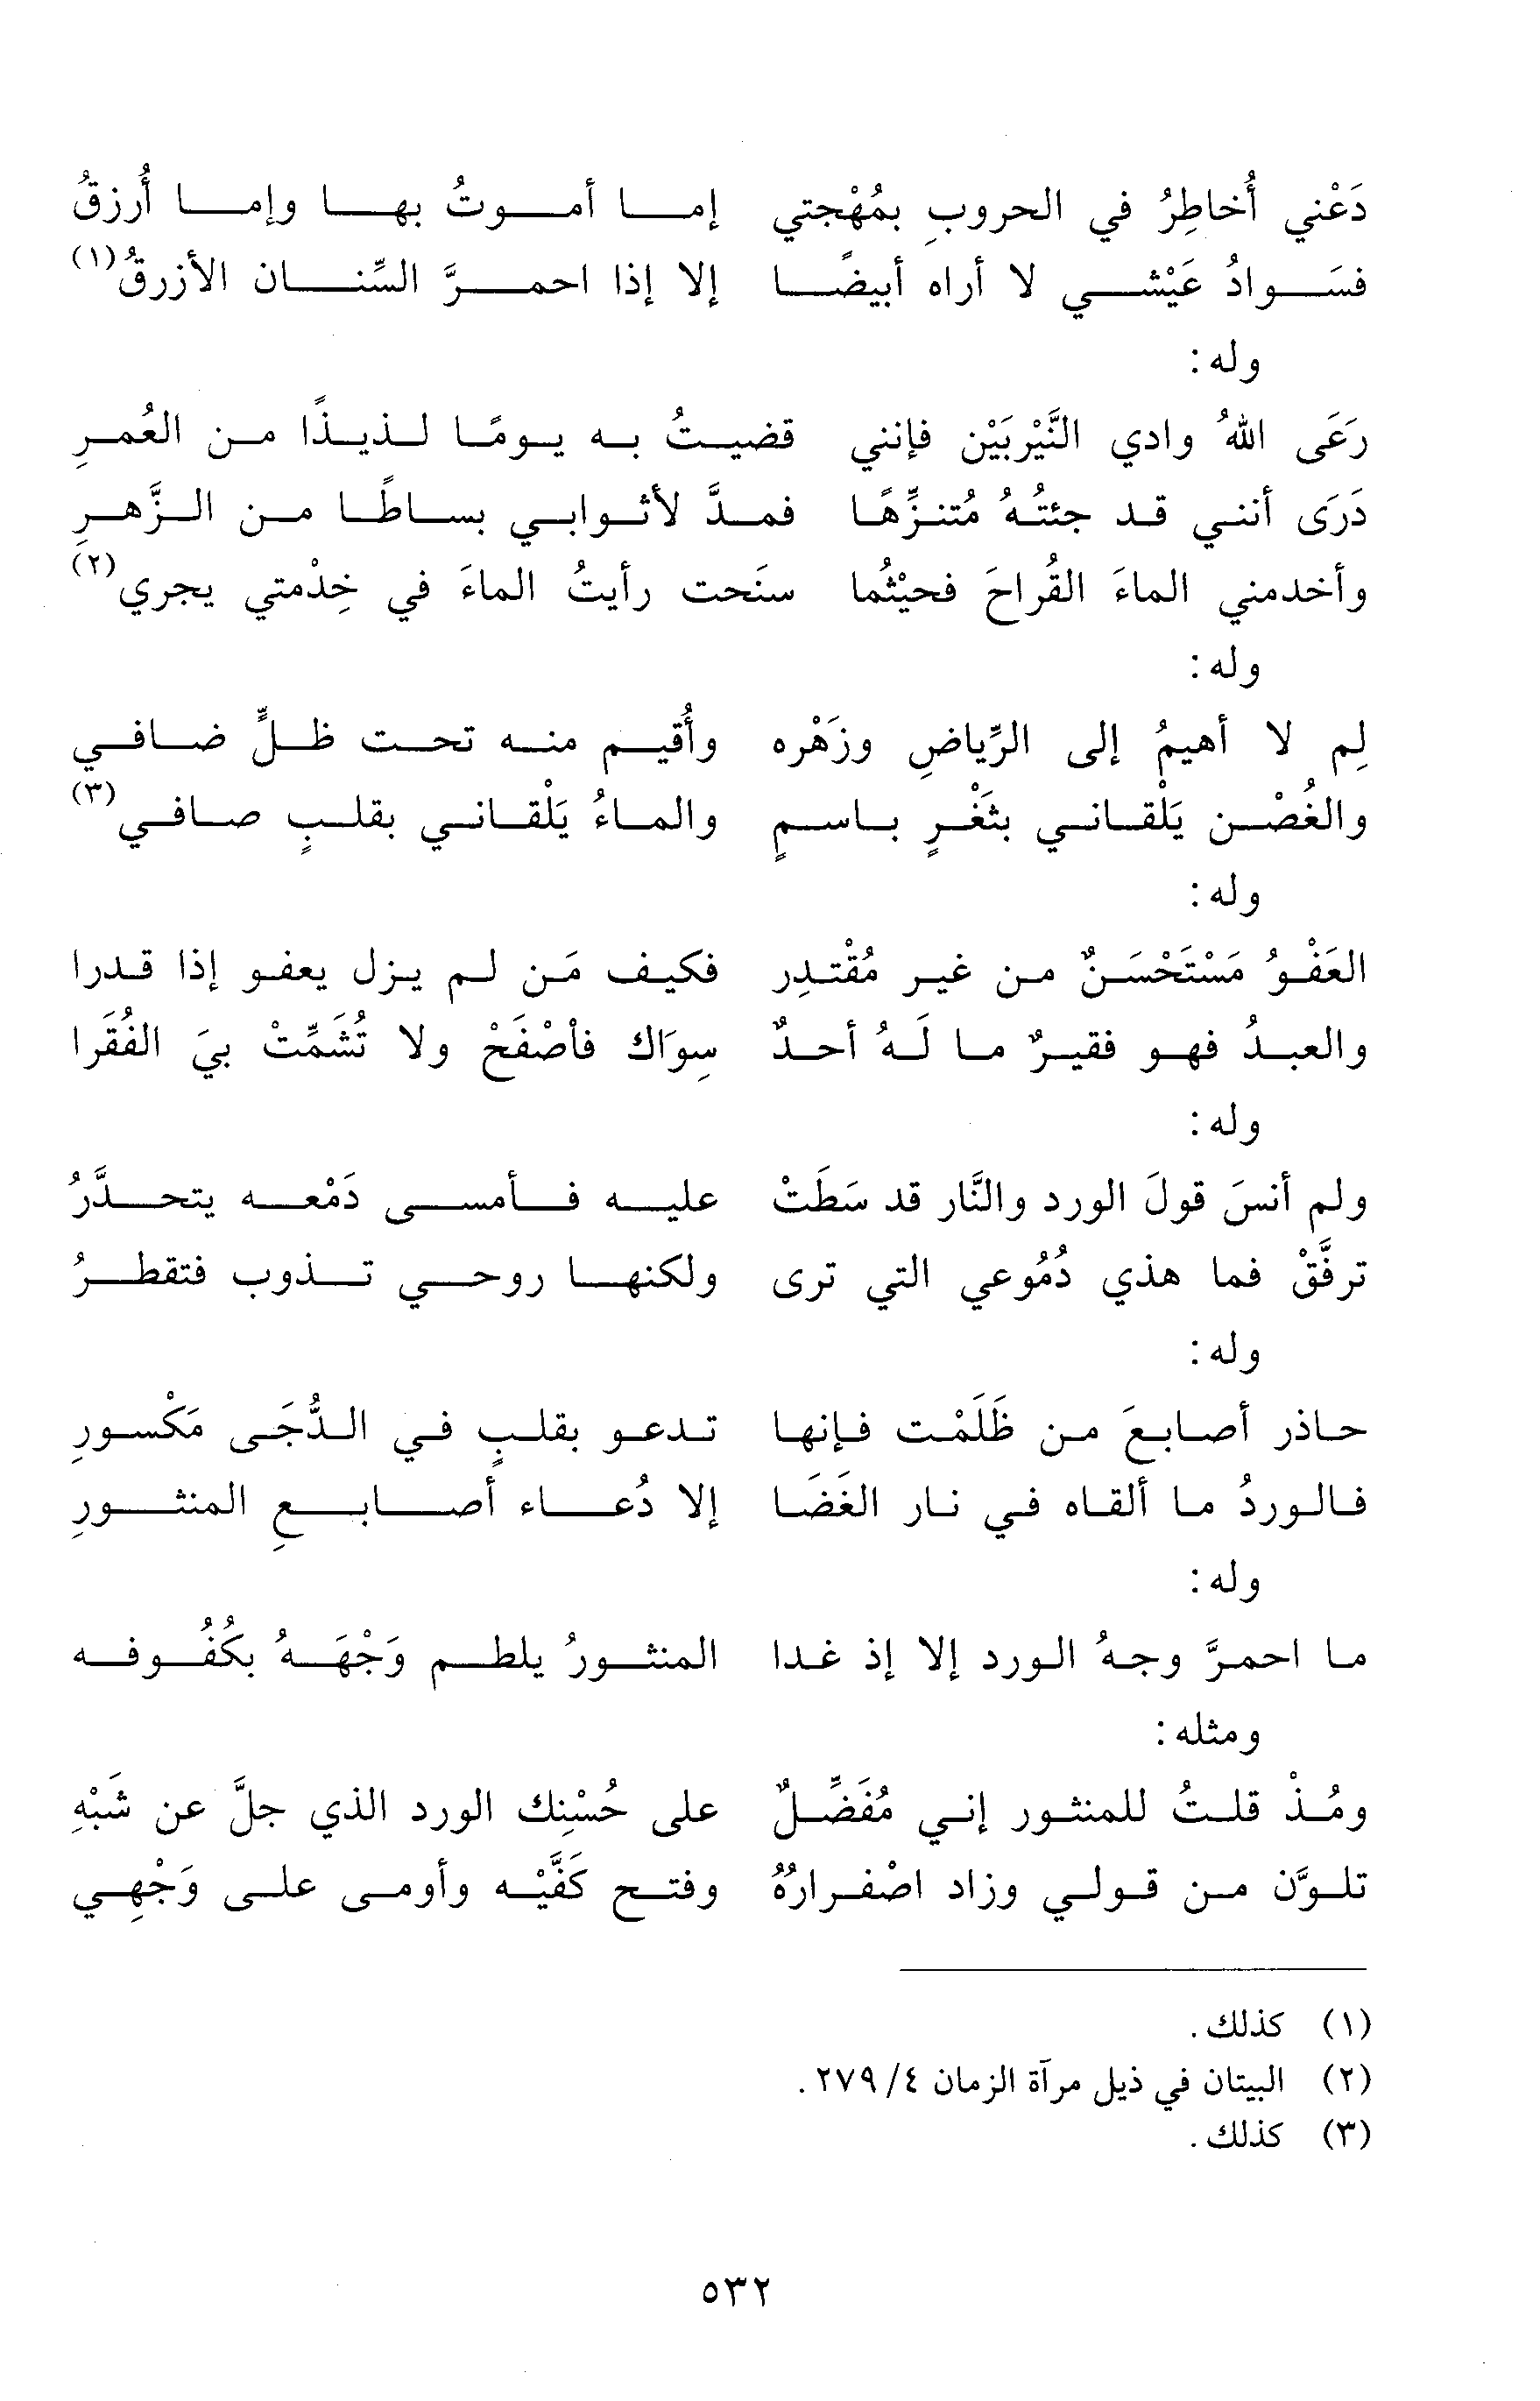 دَعْني أُخاطِرُ في الحروبِ بمُهْجتي إما أموتُ بها وإما أُرزقُ
فسَوادُ عَيْشي لا أراه أبيضًا إلا إذا احمرَّ السِّنان الأزرقُ(١)
وله:
رَعَى اللهُ وادي النَّيْربَيْن فإنني قضيتُ به يومًا لذيذًا من العُمرِ
دَرَى أنني قد جئتُهُ مُتنزِّهًا فمدَّ لأثوابي بساطًا من الزَّهرِ
وأخدمني الماءَ القُراحَ فحيْثُما سنَحت رأيتُ الماءَ في خِدْمتي يجري(٢)
وله:
لِم لا أهيمُ إلى الرِّياضِ وزَهْره وأُقيم منه تحت ظلٍّ ضافي
والغُصْن يَلْقاني بثَغْرٍ باسمٍ والماءُ يَلْقاني بقلبٍ صافي(٣)
وله:
العَفْوُ مَسْتَحْسَنٌ من غير مُقْتدِر فكيف مَن لم يزل يعفو إذا قدرا
والعبدُ فهو فقيرٌ ما لَهُ أحدٌ سِوَاك فاْصْفَحْ ولا تُشَمِّتْ بيَ الفُقَرا
وله:
ولم أنسَ قولَ الورد والنَّار قد سَطَتْ عليه فأمسى دَمْعه يتحدَّرُ
ترفَّقْ فما هذي دُمُوعي التي ترى ولكنها روحي تذوب فتقطرُ
وله:
حاذر أصابعَ من ظَلَمْت فإنها تدعو بقلبٍ في الدُّجَى مَكْسورِ
فالوردُ ما ألقاه في نار الغَضَا إلا دُعاء أصابعِ المنثورِ
وله:
ما احمرَّ وجهُ الورد إلا إذ غدا المنثورُ يلطم وَجْهَهُ بكُفُوفه
ومثله:
ومُذْ قلتُ للمنثور إني مُفَضِّلٌ على حُسْنِك الورد الذي جلَّ عن شَبْهِ
تلوَّن من قولي وزاد اصْفرارُهُ وفتح كَفَّيْه وأومى على وَجْهِي
(١) كذلك.
(٢) البيتان في ذيل مرآة الزمان ٤/ ٢٧٩.
(٣) كذلك.
٥٣٢